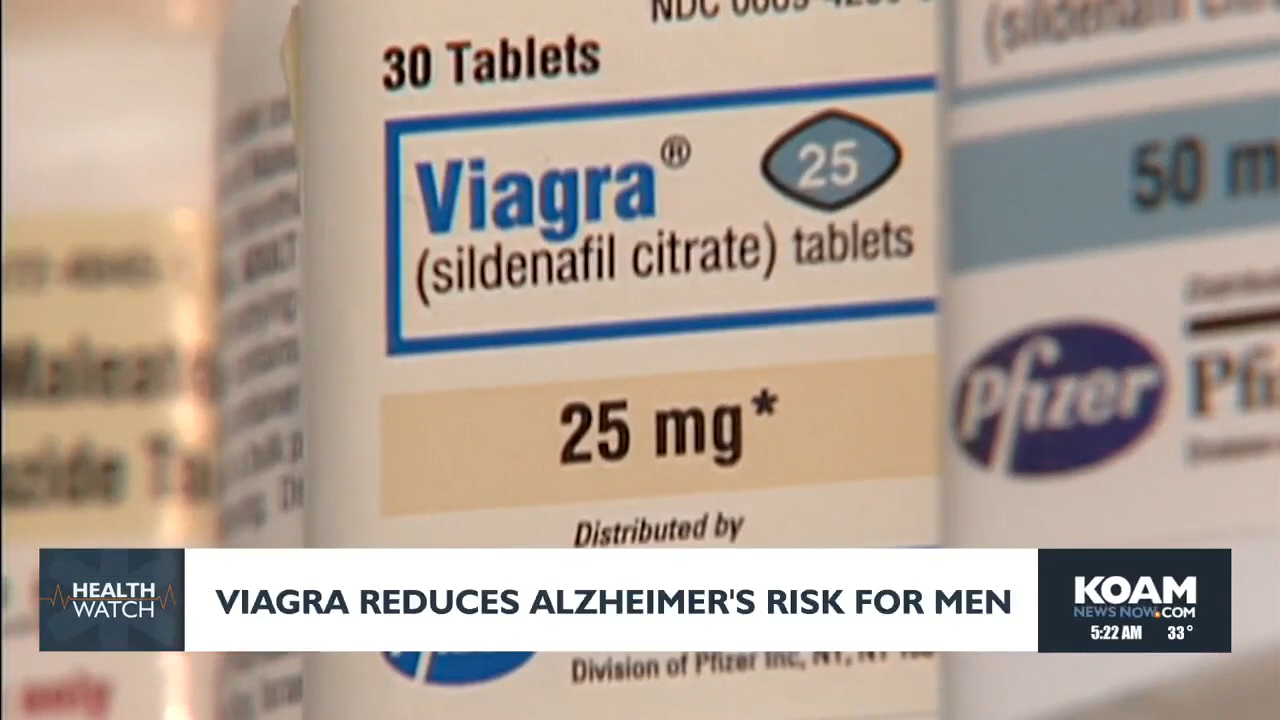 30 Tablets
Viagra®
25
(sildenafil citrate) tablets
25 mg*
Distributed by
50 m
Pfizer
HEALTH
WATCH
VIAGRA REDUCES ALZHEIMER'S RISK FOR MEN
KOAM
NEWS NOW.COM
5:22 AM 33°
Division of Pfizer Inc, NY, NY
only